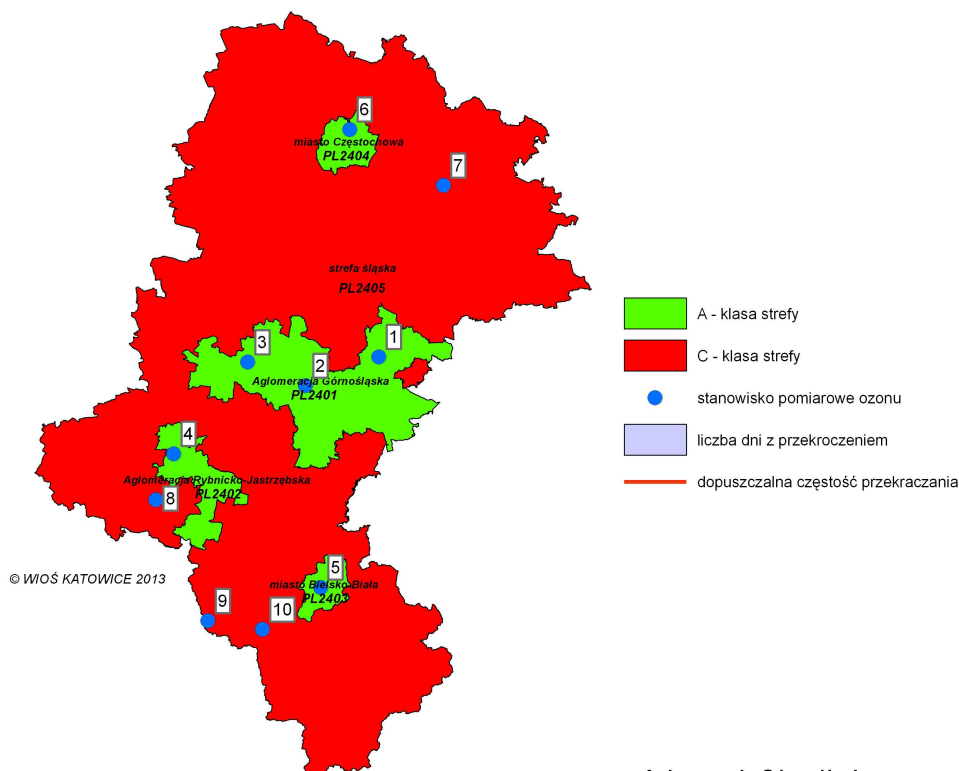 6
miasto Częstochowa
PL2404
7
strefa śląska
PL2405
1
3
2
Aglomeracja Górnośląska
PL2401
4
Aglomeracja Rybnicko-Jastrzębska
PL2402
8
5
miasto Bielsko-Biała
PL2403
9
10
© WIOŚ KATOWICE 2013
A - klasa strefy
C - klasa strefy
stanowisko pomiarowe ozonu
liczba dni z przekroczeniem
dopuszczalna częstość przekraczania